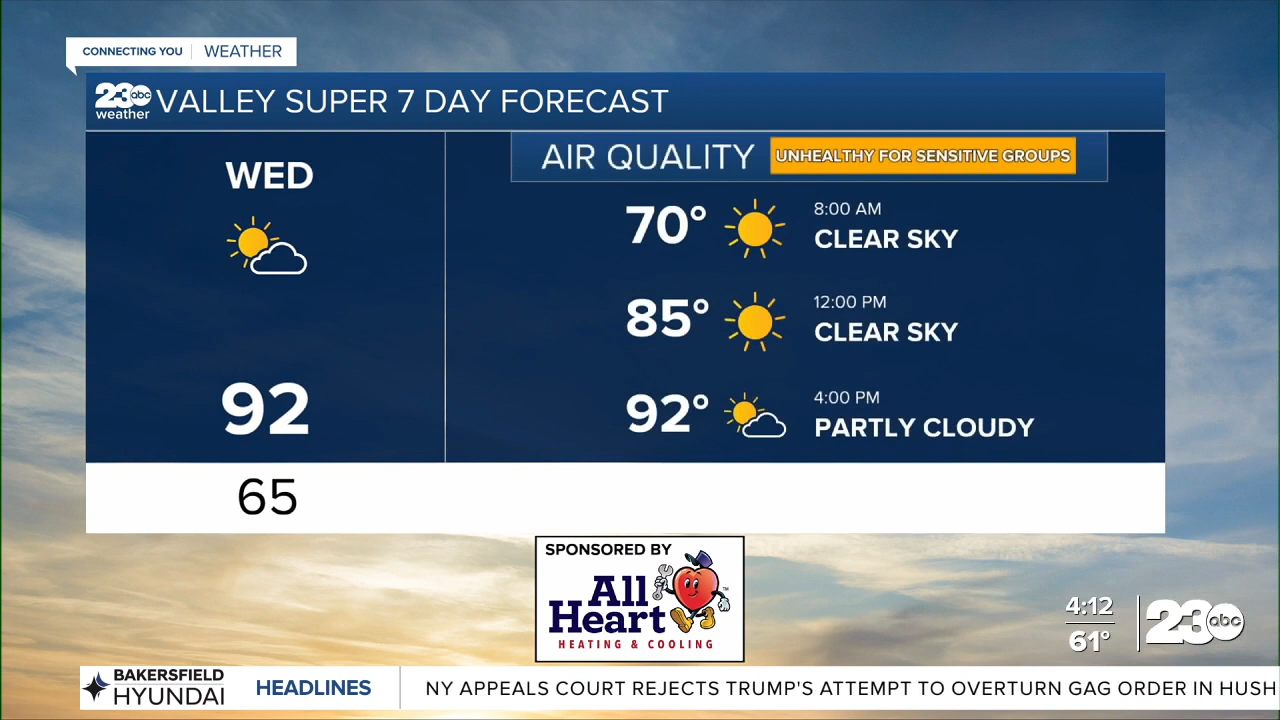 CONNECTING YOU | WEATHER
23 abc weather VALLEY SUPER 7 DAY FORECAST
WED
92
65
AIR QUALITY UNHEALTHY FOR SENSITIVE GROUPS
70° 8:00 AM
CLEAR SKY
85° 12:00 PM
CLEAR SKY
92° 4:00 PM
PARTLY CLOUDY
SPONSORED BY
All
Heart
™
HEATING & COOLING
4:12
61°
23 abc
BAKERSFIELD
HYUNDAI
HEADLINES
NY APPEALS COURT REJECTS TRUMP'S ATTEMPT TO OVERTURN GAG ORDER IN HUSH